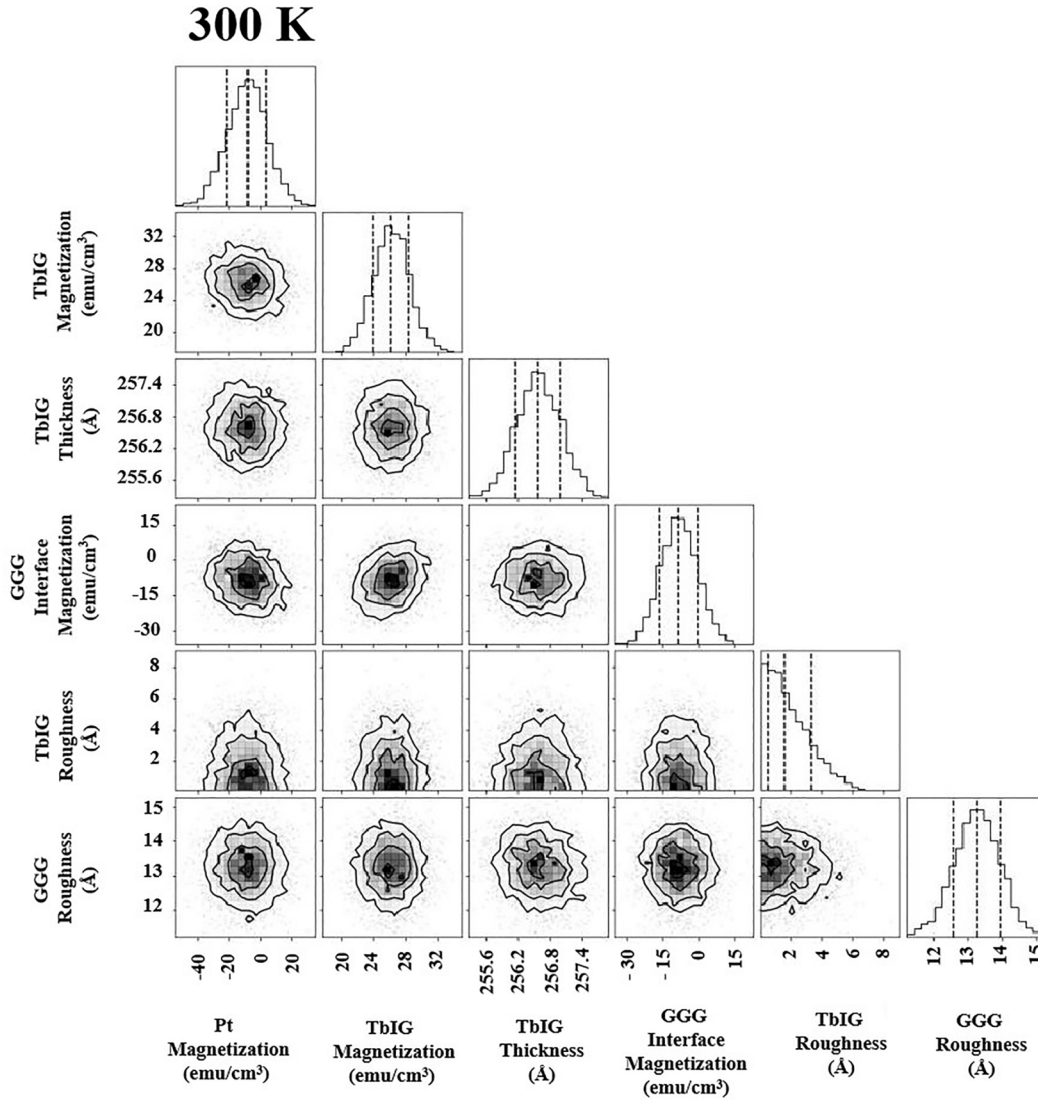 300 K
TbIG
Magnetization
(emu/cm³)
32
28
24
20
TbIG
Thickness
(Å)
257.4
256.8
256.2
255.6
GGG
Interface
Magnetization
(emu/cm³)
15
0
-15
-30
TbIG
Roughness
(Å)
8
6
4
2
GGG
Roughness
(Å)
15
14
13
12
-40 -20 0 20
20 24 28 32
255.6 256.2 256.8 257.4
-30 -15 0 15
2 4 6 8
12 13 14 15
Pt
Magnetization
(emu/cm³)
TbIG
Magnetization
(emu/cm³)
TbIG
Thickness
(Å)
GGG
Interface
Magnetization
(emu/cm³)
TbIG
Roughness
(Å)
GGG
Roughness
(Å)